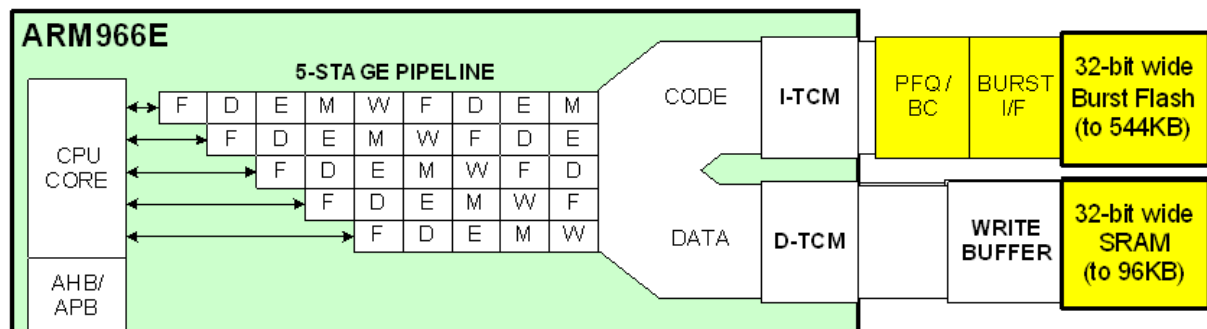 ARM966E
5-STAGE PIPELINE
CPU
CORE
AHB/
APB
F D E M W F D E M
F D E M W F D E
F D E M W F D
F D E M W F
F D E M W
CODE
DATA
I-TCM
D-TCM
PFQ/
BC
BURST
I/F
WRITE
BUFFER
32-bit wide
Burst Flash
(to 544KB)
32-bit wide
SRAM
(to 96KB)